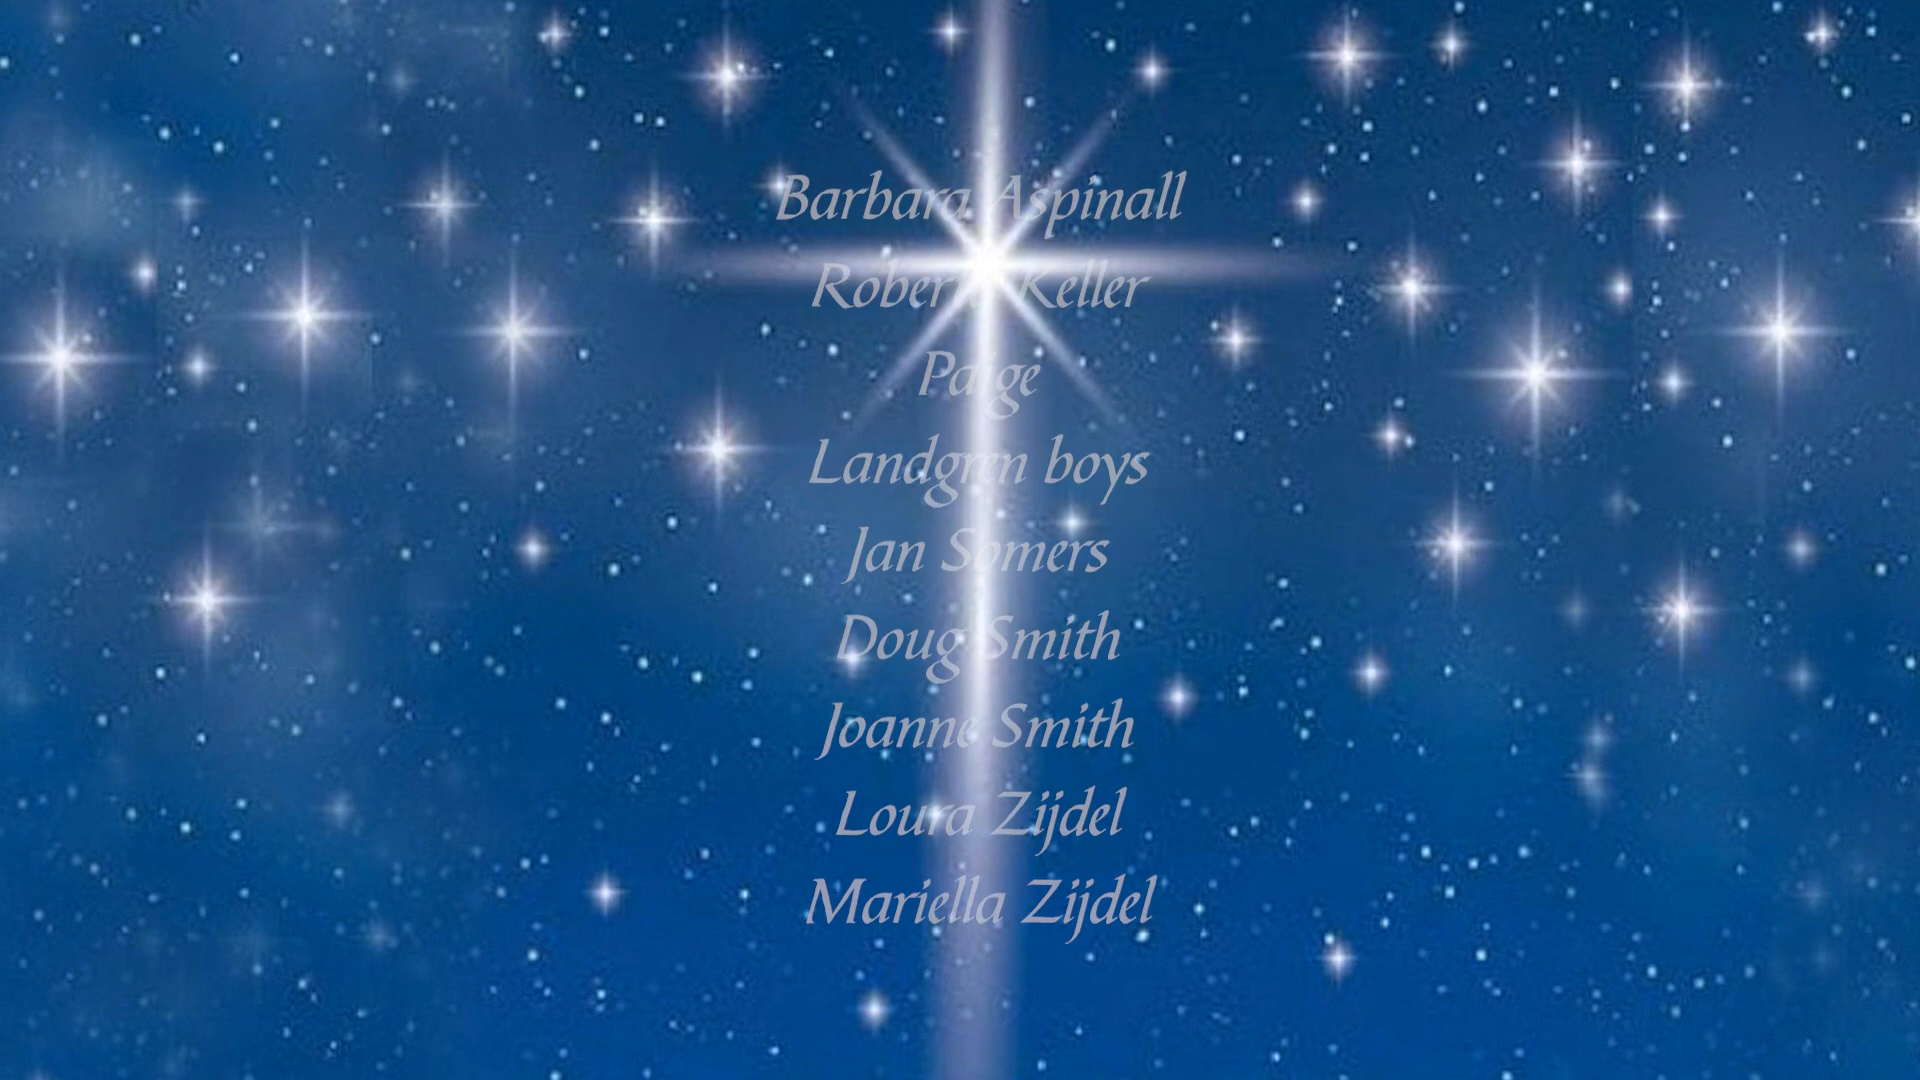 Barbara Aspinall
Keller
Paige
Landgren boys
Jan Somers
Doug Smith
Joanne Smith
Loura Zijdel
Mariella Zijdel